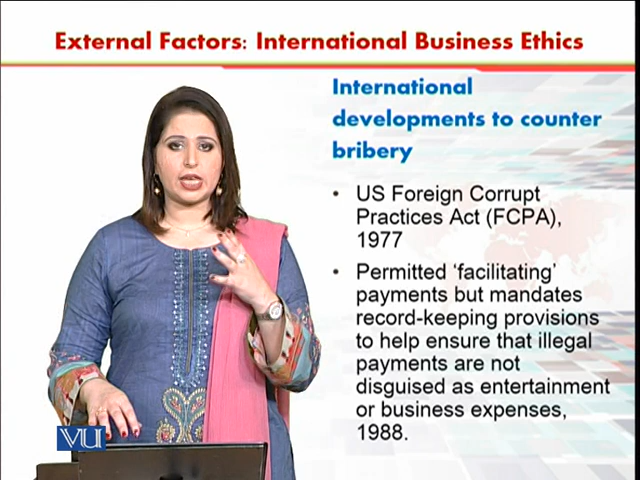 External Factors: International Business Ethics
International
developments to counter
bribery
• US Foreign Corrupt
Practices Act (FCPA),
1977
• Permitted ‘facilitating’
payments but mandates
record-keeping provisions
to help ensure that illegal
payments are not
disguised as entertainment
or business expenses,
1988.
VU